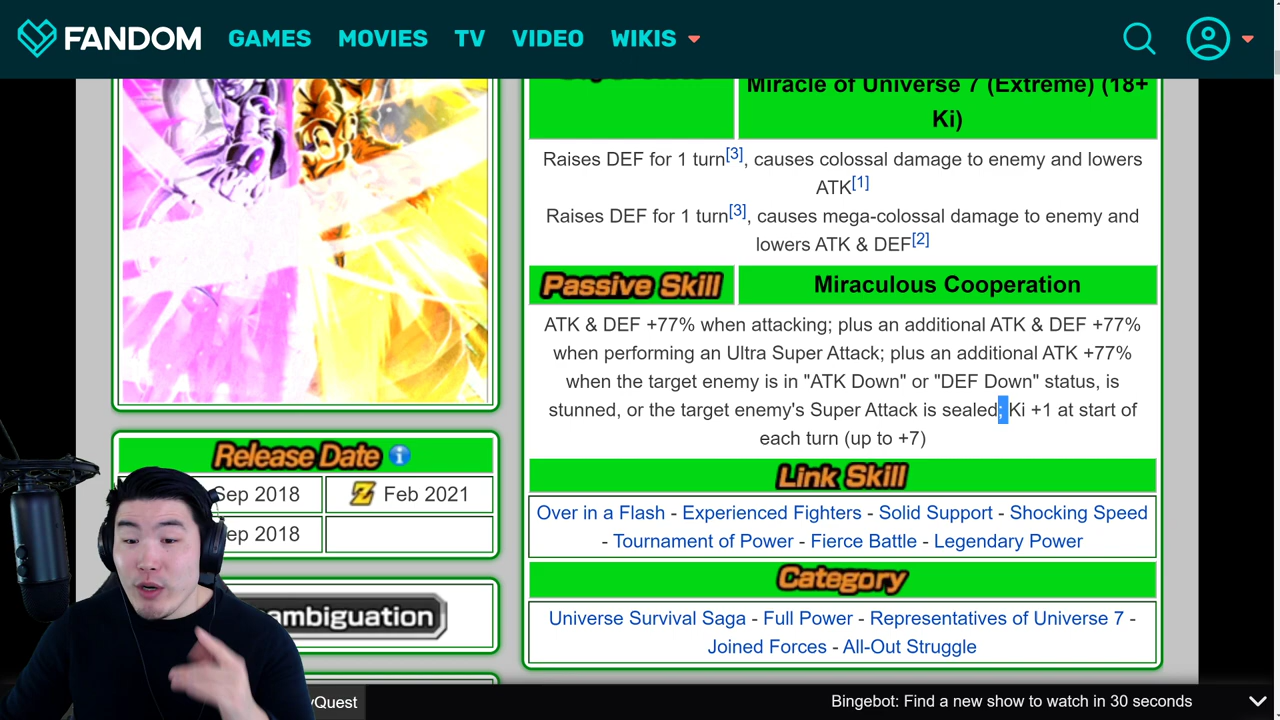 FANDOM GAMES MOVIES TV VIDEO WIKIS
Miracle of Universe 7 (Extreme) (18+
Ki)
Raises DEF for 1 turn[3], causes colossal damage to enemy and lowers
ATK[1]
Raises DEF for 1 turn[3], causes mega-colossal damage to enemy and
lowers ATK & DEF[2]
Passive Skill Miraculous Cooperation
ATK & DEF +77% when attacking; plus an additional ATK & DEF +77%
when performing an Ultra Super Attack; plus an additional ATK +77%
when the target enemy is in "ATK Down" or "DEF Down" status, is
stunned, or the target enemy's Super Attack is sealed; Ki +1 at start of
each turn (up to +7)
Link Skill
Over in a Flash - Experienced Fighters - Solid Support - Shocking Speed
- Tournament of Power - Fierce Battle - Legendary Power
Category
Universe Survival Saga - Full Power - Representatives of Universe 7 -
Joined Forces - All-Out Struggle
Release Date i
Sep 2018 Z Feb 2021
ep 2018
ambiguation
yQuest
Bingebot: Find a new show to watch in 30 seconds